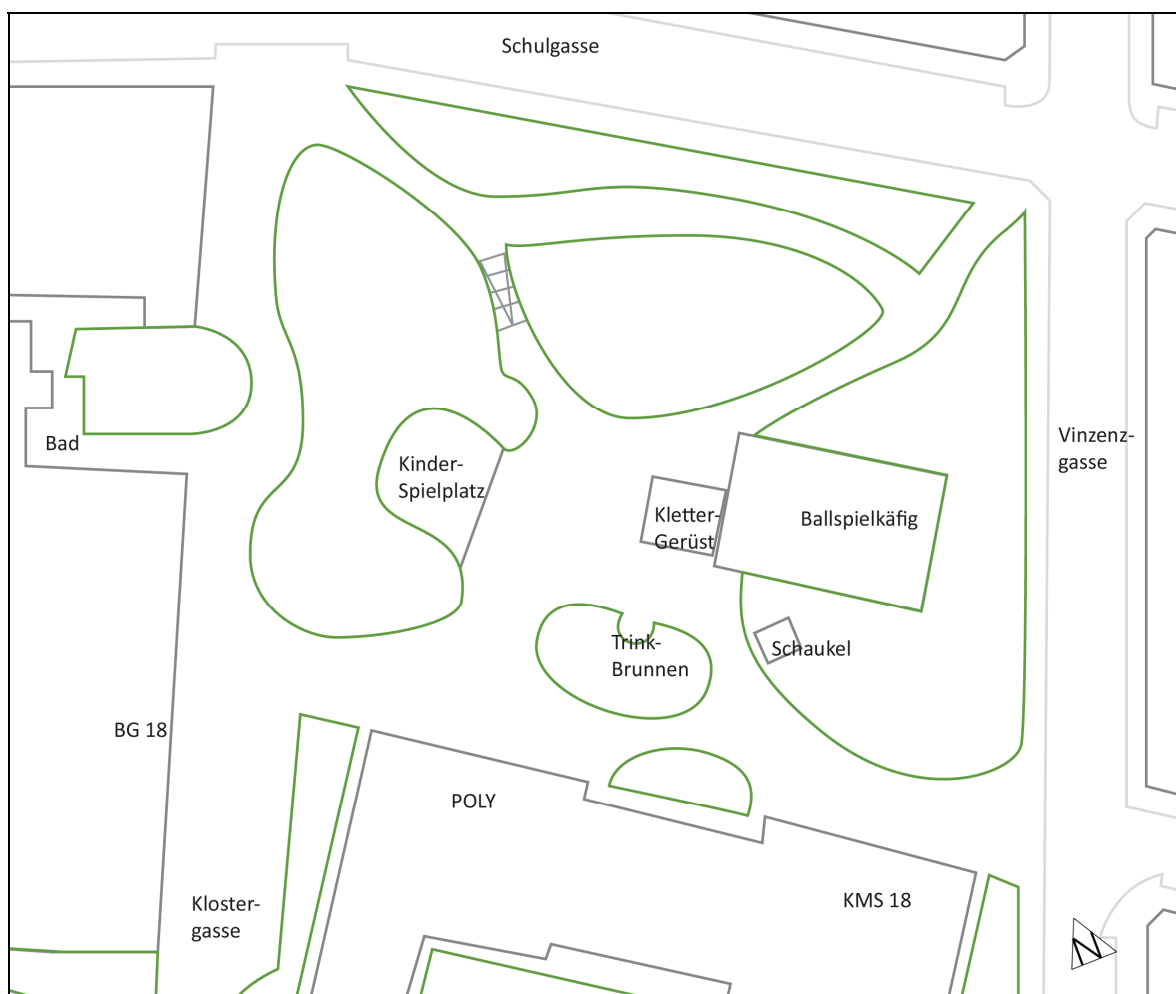 Schulgasse
Bad
Kinder-
Spielplatz
Kletter-
Gerüst
Ballspielkäfig
Vinzenz-
gasse
Trink-
Brunnen
Schaukel
BG 18
POLY
Kloster-
gasse
KMS 18
N